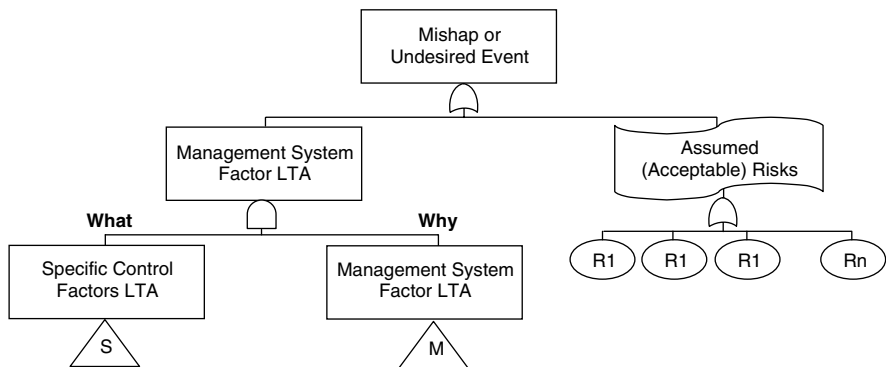 Mishap or
Undesired Event
Management System
Factor LTA
Assumed
(Acceptable) Risks
What
Why
Specific Control
Factors LTA
Management System
Factor LTA
R1
R1
R1
Rn
S
M